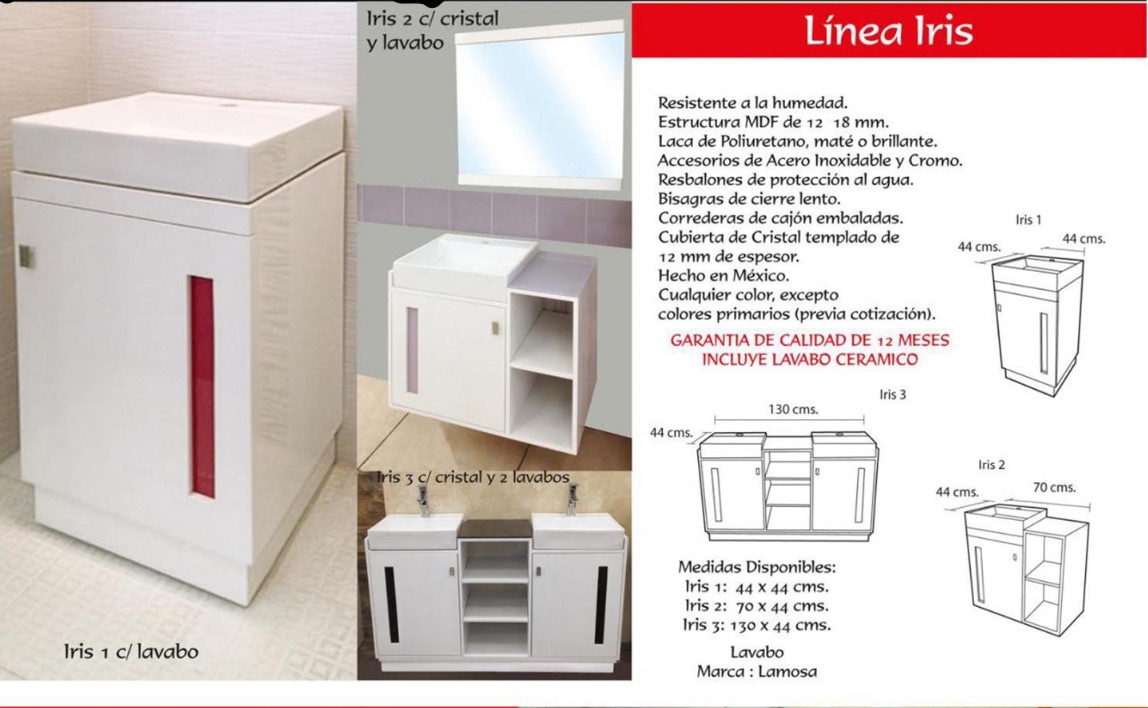 Iris 2 c/ cristal
y lavabo
Iris 1 c/ lavabo
Iris 3 c/ cristal y 2 lavabos
Línea Iris
Resistente a la humedad.
Estructura MDF de 12  18 mm.
Laca de Poliuretano, maté o brillante.
Accesorios de Acero Inoxidable y Cromo.
Resbalones de protección al agua.
Bisagras de cierre lento.
Correderas de cajón embaladas.
Cubierta de Cristal templado de
12 mm de espesor.
Hecho en México.
Cualquier color, excepto
colores primarios (previa cotización).
GARANTIA DE CALIDAD DE 12 MESES
INCLUYE LAVABO CERAMICO
Iris 1
44 cms.
44 cms.
Iris 3
130 cms.
44 cms.
Iris 2
44 cms.
70 cms.
Medidas Disponibles:
Iris 1: 44 x 44 cms.
Iris 2: 70 x 44 cms.
Iris 3: 130 x 44 cms.
Lavabo
Marca : Lamosa